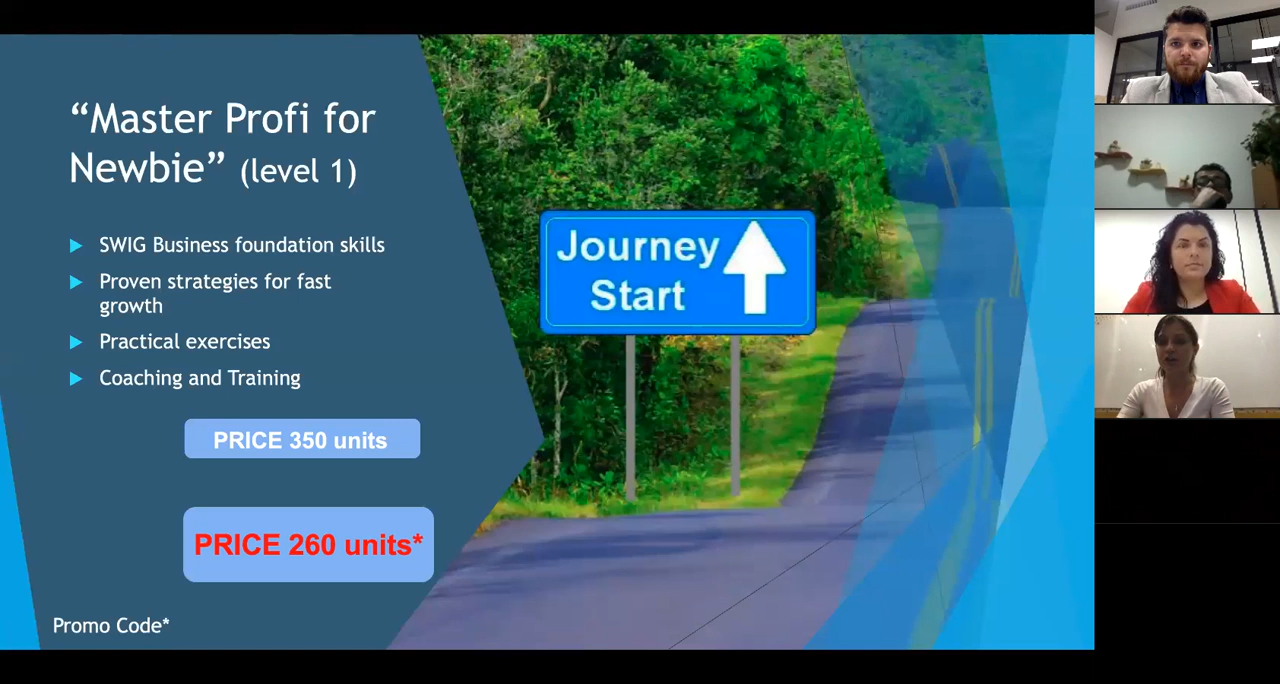 “Master Profi for
Newbie” (level 1)
SWIG Business foundation skills
Proven strategies for fast
growth
Practical exercises
Coaching and Training
PRICE 350 units
PRICE 260 units*
Promo Code*
Journey
Start